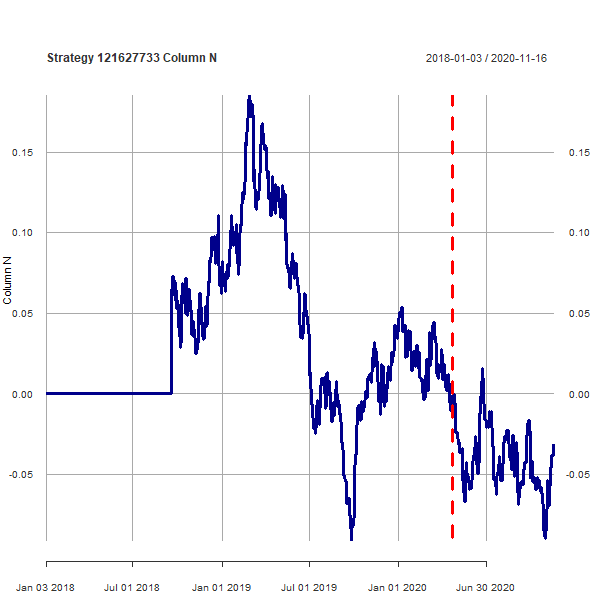 Strategy 121627733 Column N
2018-01-03 / 2020-11-16
0.15
0.15
0.10
0.10
Column N
0.05
0.05
0.00
0.00
-0.05
-0.05
Jan 03 2018
Jul 01 2018
Jan 01 2019
Jul 01 2019
Jan 01 2020
Jun 30 2020